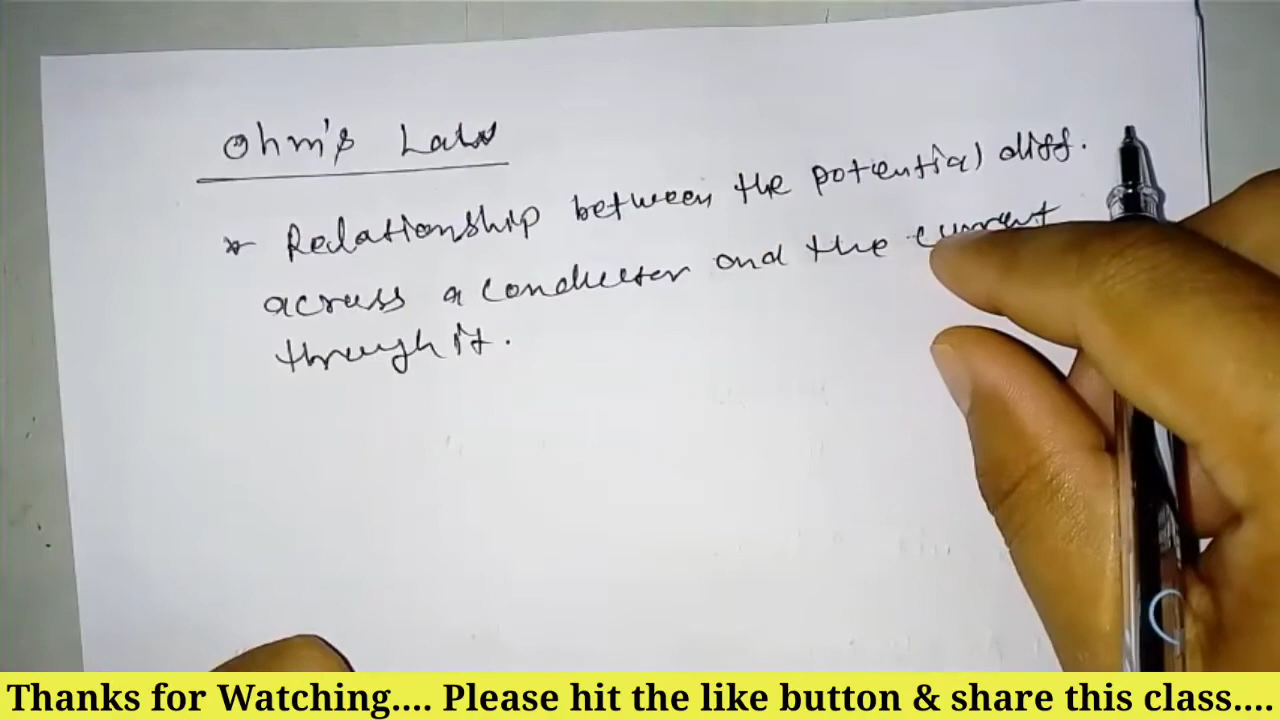 Ohm's Law
* Relationship between the potential diff.
across a conductor and the current
through it.
Thanks for Watching.... Please hit the like button & share this class....